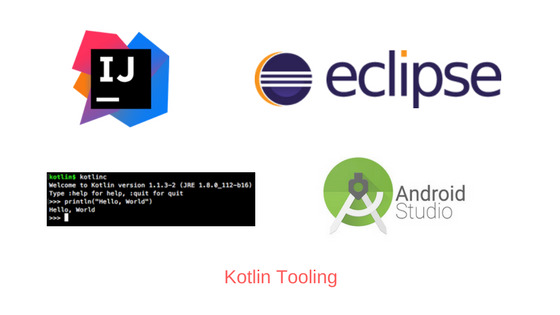 IJ
eclipse
kotlin$ kotlinc
Welcome to Kotlin version 1.1.3-2 (JRE 1.8.0_112-b16)
Type :help for help, :quit for quit
>>> println("Hello, World")
Hello, World
>>>
Android
Studio
Kotlin Tooling